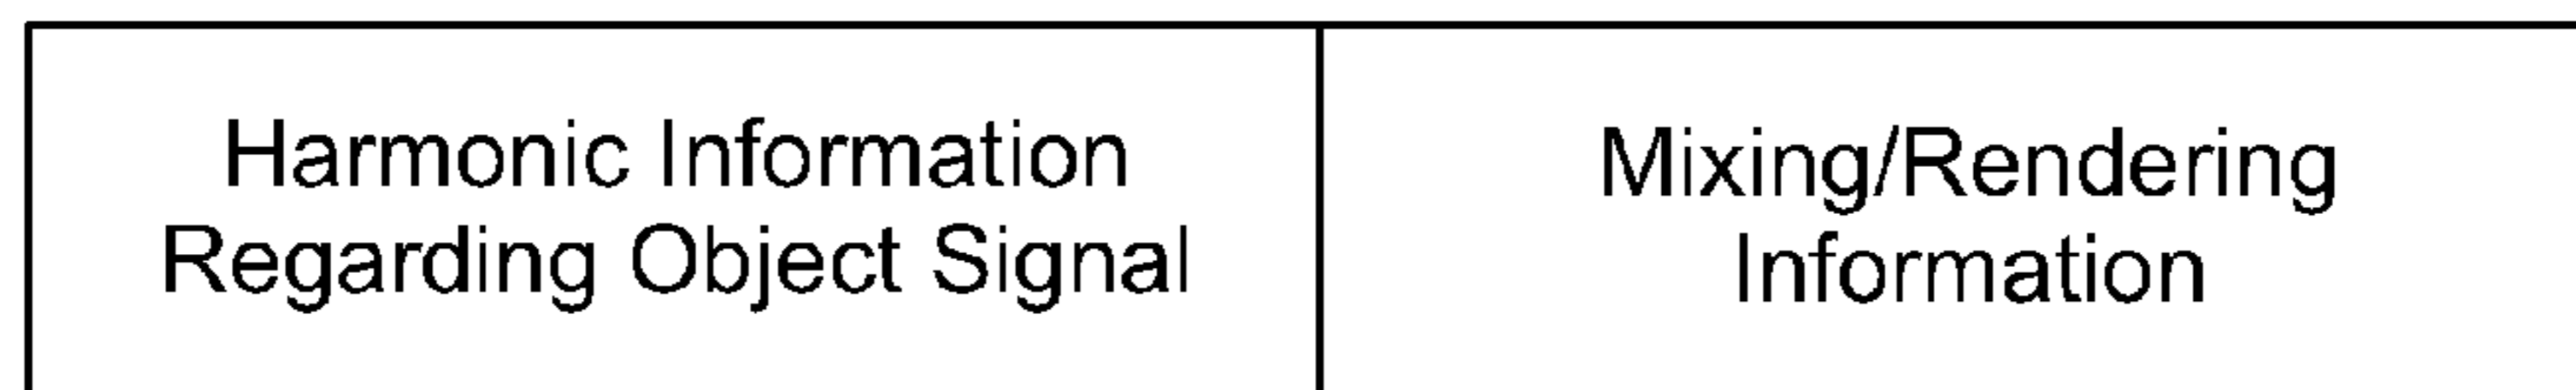 Harmonic Information
Regarding Object Signal
Mixing/Rendering
Information